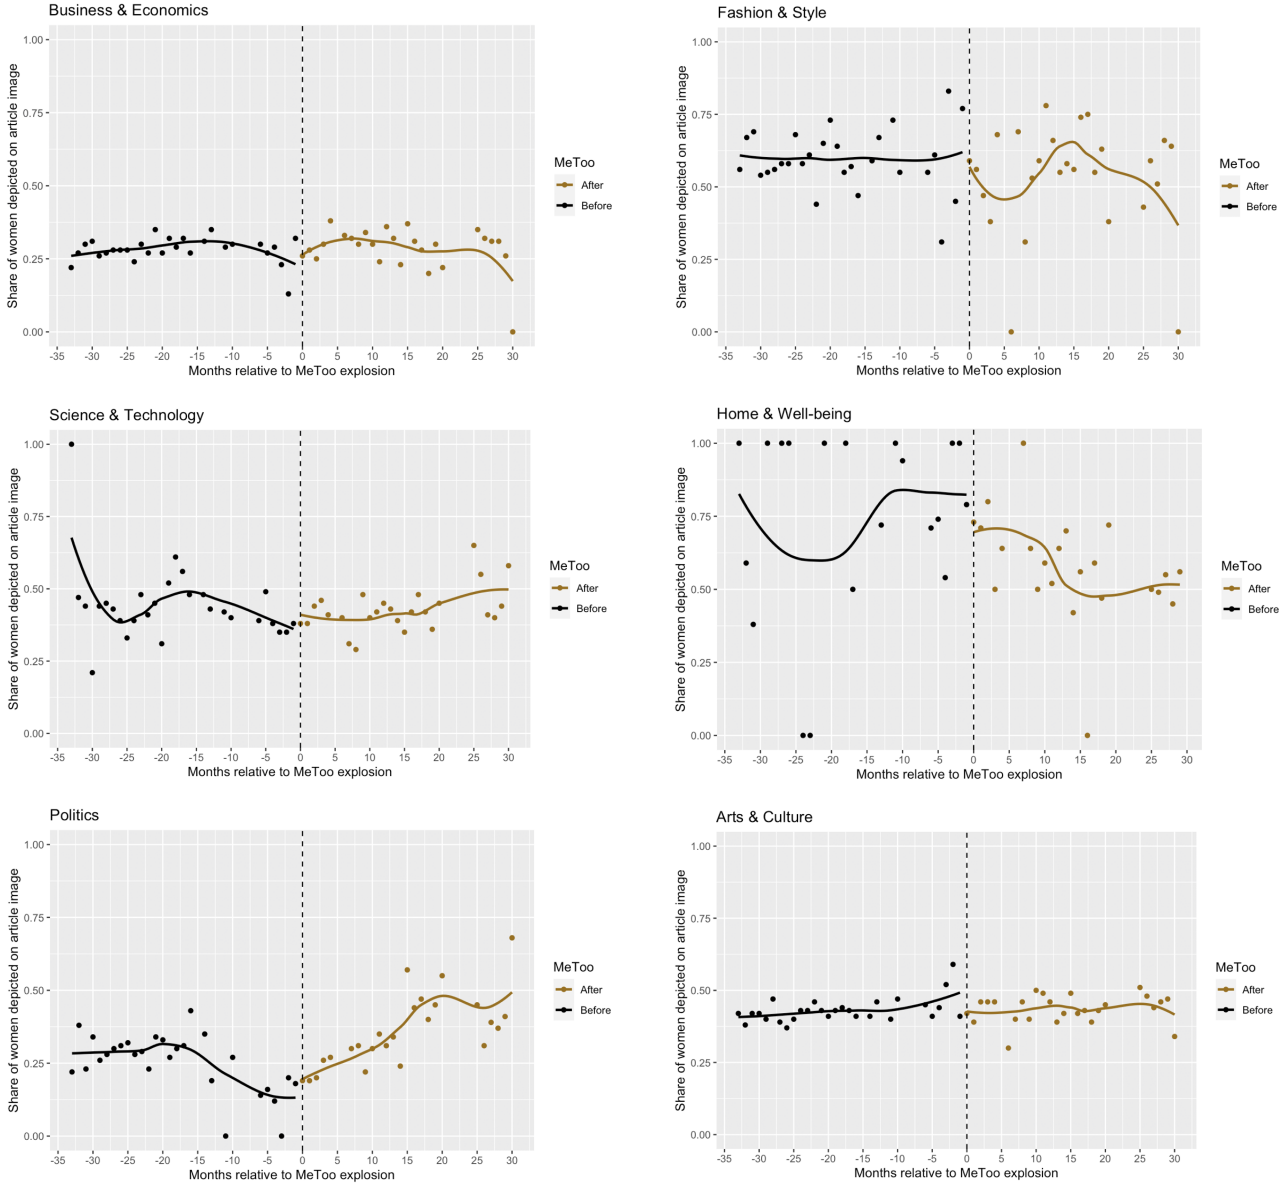 Business & Economics
Share of women depicted on article image
1.00
0.75
0.50
0.25
0.00
-35 -30 -25 -20 -15 -10 -5 0 5 10 15 20 25 30
Months relative to MeToo explosion
MeToo
After
Before
Fashion & Style
Share of women depicted on article image
1.00
0.75
0.50
0.25
0.00
-35 -30 -25 -20 -15 -10 -5 0 5 10 15 20 25 30
Months relative to MeToo explosion
MeToo
After
Before
Science & Technology
Share of women depicted on article image
1.00
0.75
0.50
0.25
0.00
-35 -30 -25 -20 -15 -10 -5 0 5 10 15 20 25 30
Months relative to MeToo explosion
MeToo
After
Before
Home & Well-being
Share of women depicted on article image
1.00
0.75
0.50
0.25
0.00
-35 -30 -25 -20 -15 -10 -5 0 5 10 15 20 25 30
Months relative to MeToo explosion
MeToo
After
Before
Politics
Share of women depicted on article image
1.00
0.75
0.50
0.25
0.00
-35 -30 -25 -20 -15 -10 -5 0 5 10 15 20 25 30
Months relative to MeToo explosion
MeToo
After
Before
Arts & Culture
Share of women depicted on article image
1.00
0.75
0.50
0.25
0.00
-35 -30 -25 -20 -15 -10 -5 0 5 10 15 20 25 30
Months relative to MeToo explosion
MeToo
After
Before